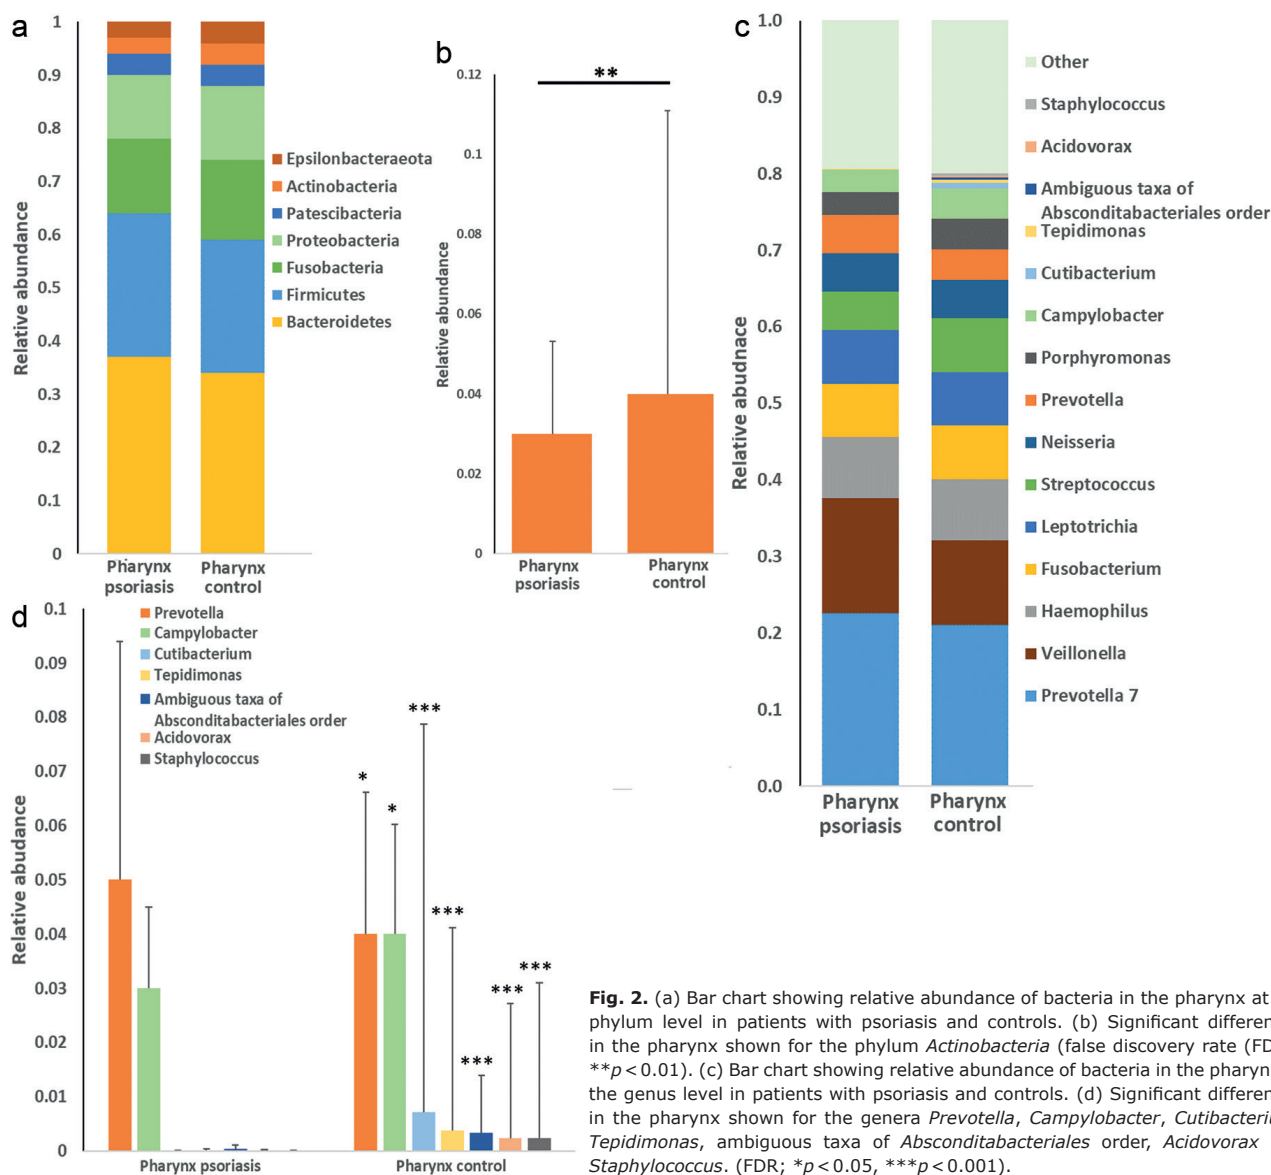 a
1
0.9
0.8
0.7
0.6
0.5
0.4
0.3
0.2
0.1
0
Relative abundance
Pharynx psoriasis
Pharynx control
Epsilonbacteraeota
Actinobacteria
Patescibacteria
Proteobacteria
Fusobacteria
Firmicutes
Bacteroidetes
b
**
0.12
0.1
0.08
0.06
0.04
0.02
0
Relative abundance
Pharynx
psoriasis
Pharynx
control
c
1.0
0.9
0.8
0.7
0.6
0.5
0.4
0.3
0.2
0.1
0.0
Relative abudnace
Pharynx
psoriasis
Pharynx
control
Other
Staphylococcus
Acidovorax
Ambiguous taxa of
Absconditabacteriales order
Tepidimonas
Cutibacterium
Campylobacter
Porphyromonas
Prevotella
Neisseria
Streptococcus
Leptotrichia
Fusobacterium
Haemophilus
Veillonella
Prevotella 7
d
0.1
0.09
0.08
0.07
0.06
0.05
0.04
0.03
0.02
0.01
0
Relative abudance
Prevotella
Campylobacter
Cutibacterium
Tepidimonas
Ambiguous taxa of
Absconditabacteriales order
Acidovorax
Staphylococcus
*
*
***
***
***
***
***
Pharynx psoriasis
Pharynx control
Fig. 2. (a) Bar chart showing relative abundance of bacteria in the pharynx at
phylum level in patients with psoriasis and controls. (b) Significant differen
in the pharynx shown for the phylum Actinobacteria (false discovery rate (FD
**p < 0.01). (c) Bar chart showing relative abundance of bacteria in the pharyn
the genus level in patients with psoriasis and controls. (d) Significant differen
in the pharynx shown for the genera Prevotella, Campylobacter, Cutibacteri
Tepidimonas, ambiguous taxa of Absconditabacteriales order, Acidovorax
Staphylococcus. (FDR; *p < 0.05, ***p < 0.001).